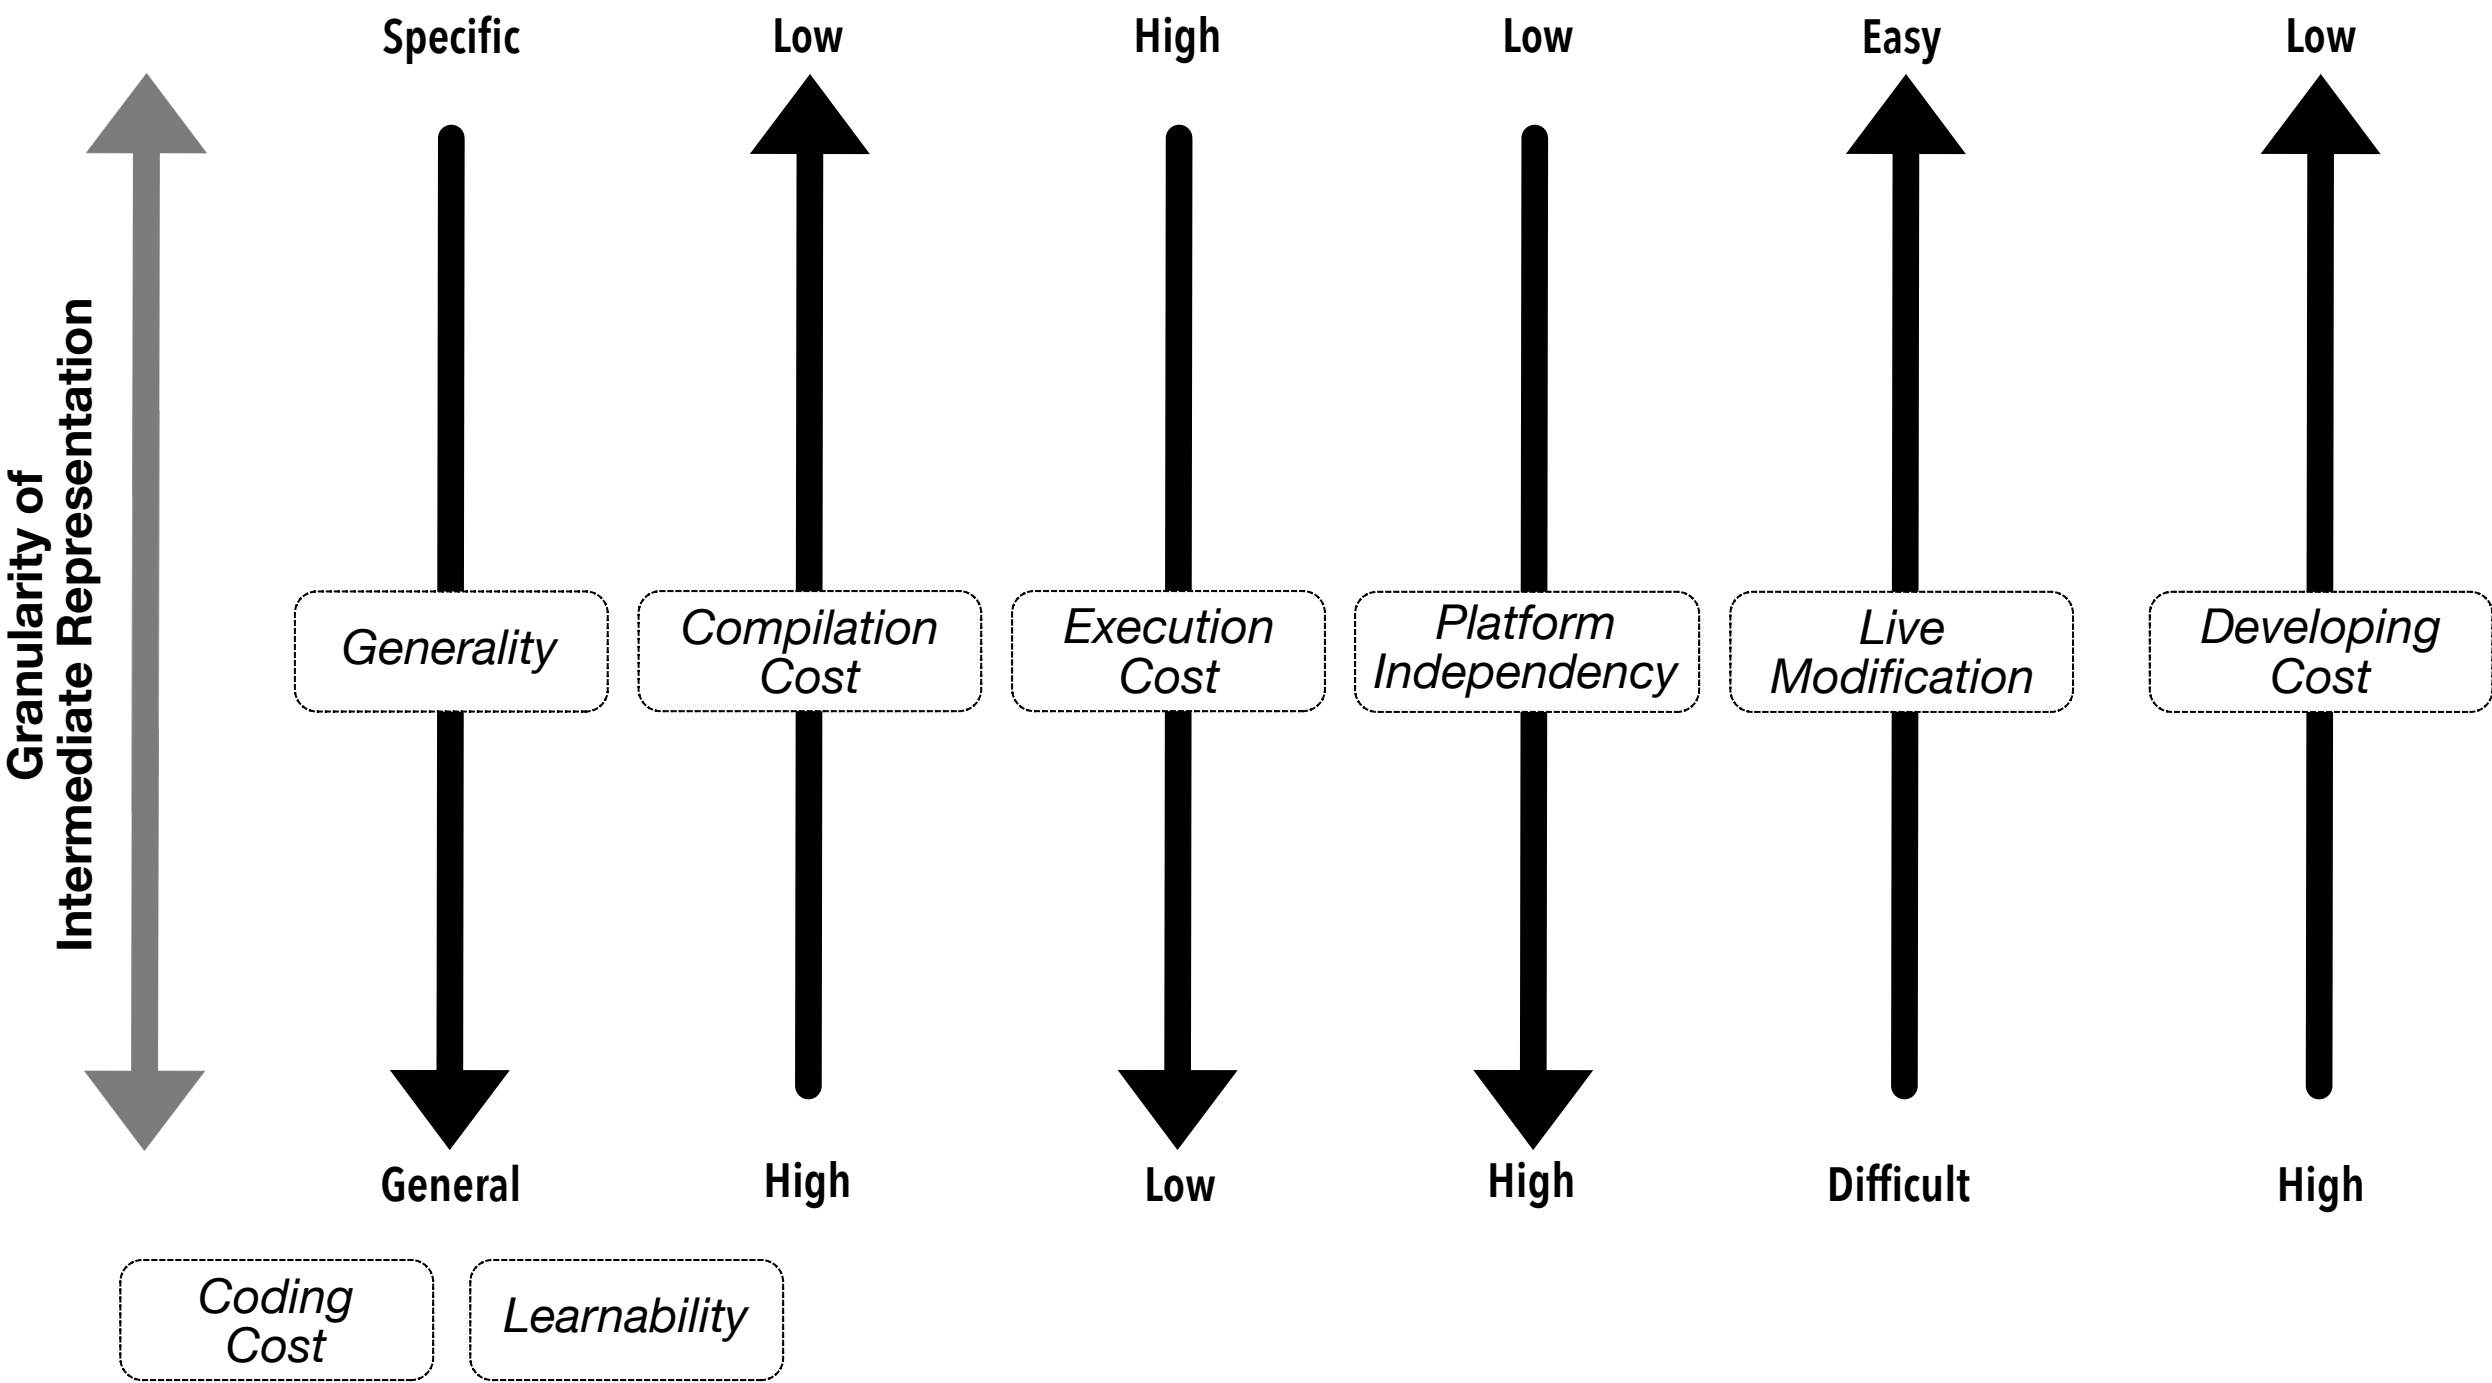 Specific
Low
High
Low
Easy
Low
Granularity of
Intermediate Representation
Generality
Compilation
Cost
Execution
Cost
Platform
Independency
Live
Modification
Developing
Cost
General
High
Low
High
Difficult
High
Coding
Cost
Learnability